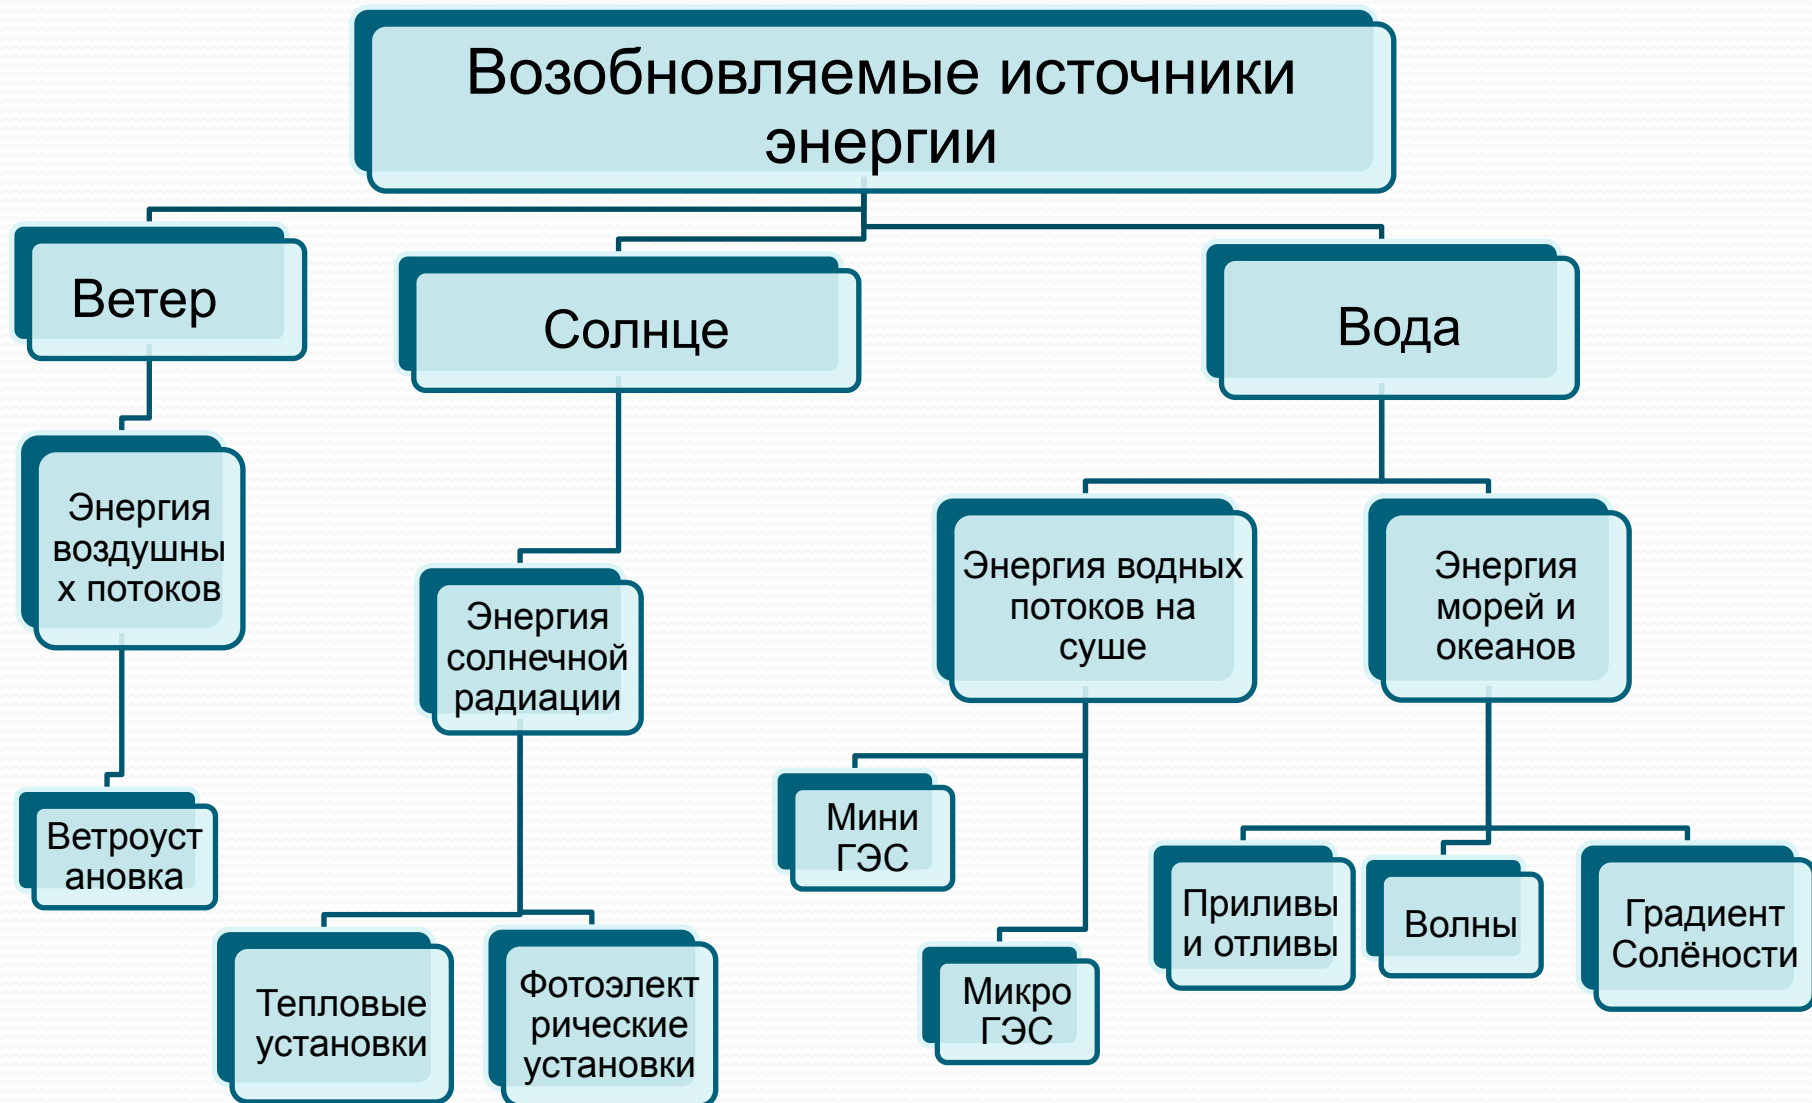 Возобновляемые источники
энергии
Ветер
Солнце
Вода
Энергия
воздушны
х потоков
Энергия
солнечной
радиации
Энергия водных
потоков на
суше
Энергия
морей и
океанов
Ветроуст
ановка
Тепловые
установки
Фотоэлект
рические
установки
Мини
ГЭС
Микро
ГЭС
Приливы
и отливы
Волны
Градиент
Солёности